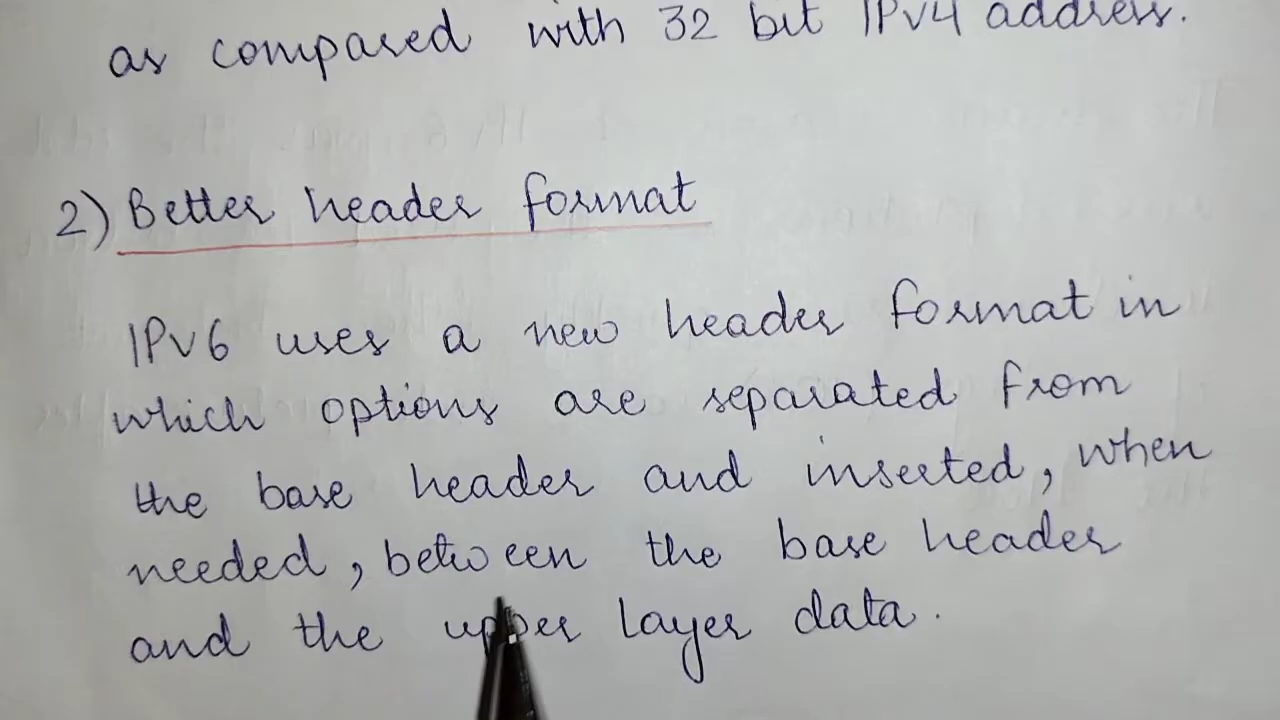 as compared with 32 bit IPv4 address.
2) Better header format
IPv6 uses a new header format in
which options are separated from
the base header and inserted, when
needed, between the base header
and the upper layer data.